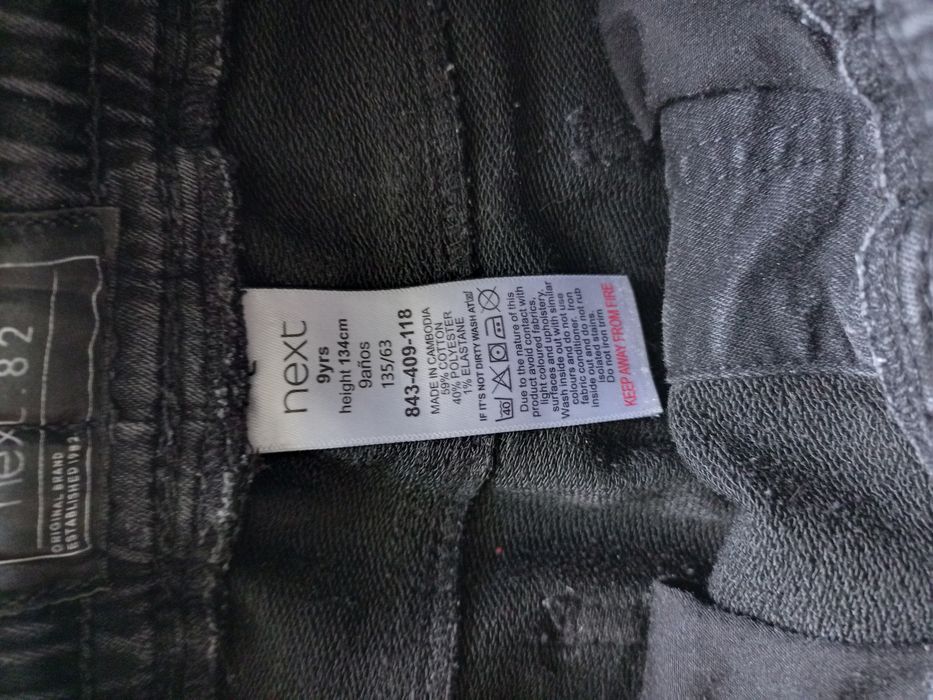 next 82
ORIGINAL BRAND
ESTABLISHED 1982
next
9yrs
height 134cm
9años
135/63
843-409-118
MADE IN CAMBODIA
59% COTTON
40% POLYESTER
1% ELASTANE
IF IT'S NOT DIRTY WASH AT 30°
40
Due to the nature of this
product avoid contact with
light coloured fabrics,
surfaces and upholstery.
Wash inside out with similar
colours and do not use
fabric conditioner. Iron
inside out and do not rub
isolated stains.
Do not iron trim
KEEP AWAY FROM FIRE